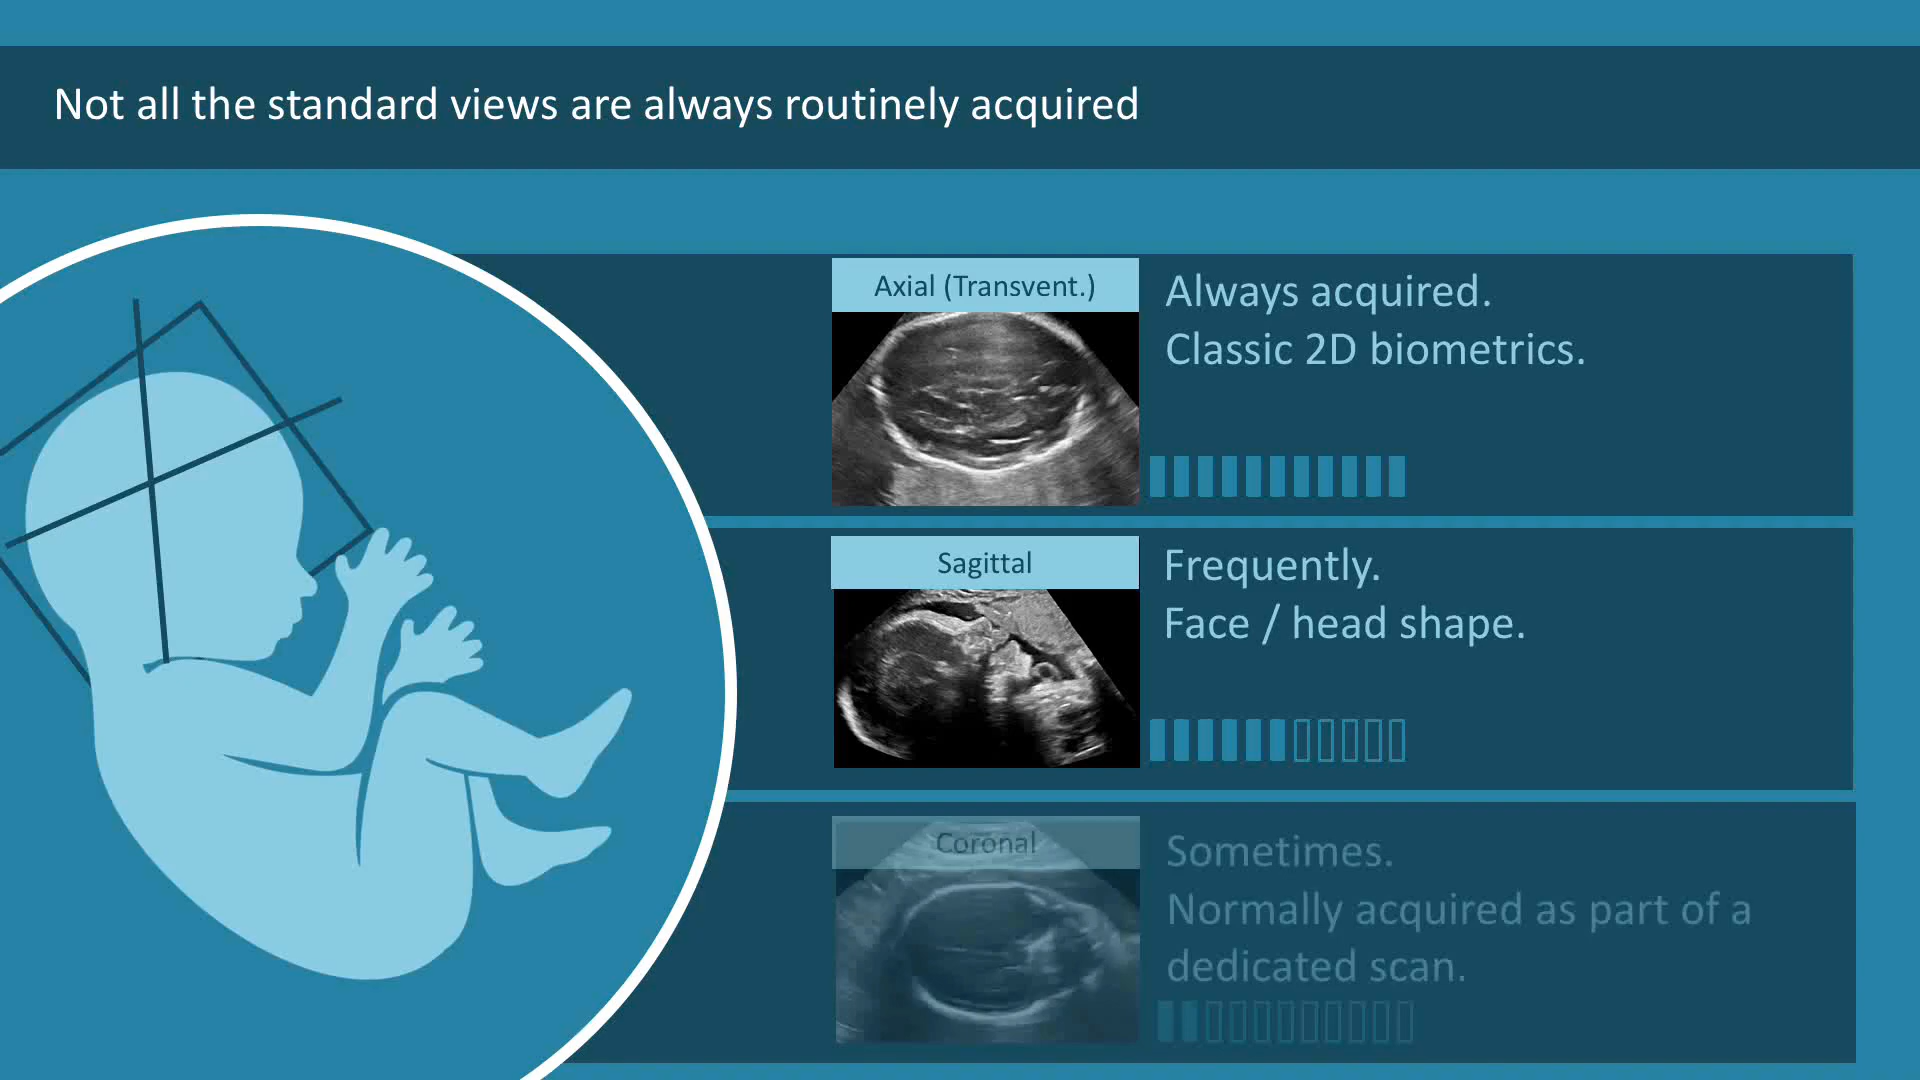 Not all the standard views are always routinely acquired
Axial (Transvent.)
Always acquired.
Classic 2D biometrics.
Sagittal
Frequently.
Face / head shape.
Coronal
Sometimes.
Normally acquired as part of a
dedicated scan.